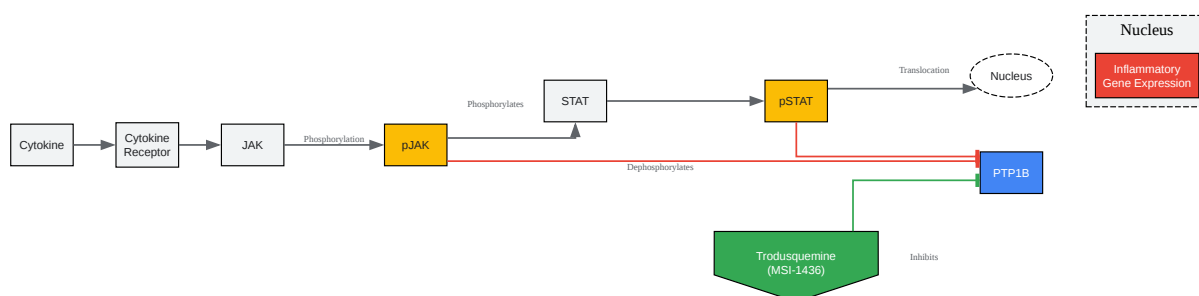 Nucleus
Inflammatory
Gene Expression
Translocation
Nucleus
Phosphorylates
STAT
pSTAT
Cytokine
Cytokine
Receptor
JAK
Phosphorylation
pJAK
Dephosphorylates
PTP1B
Trodusquemine
(MSI-1436)
Inhibits